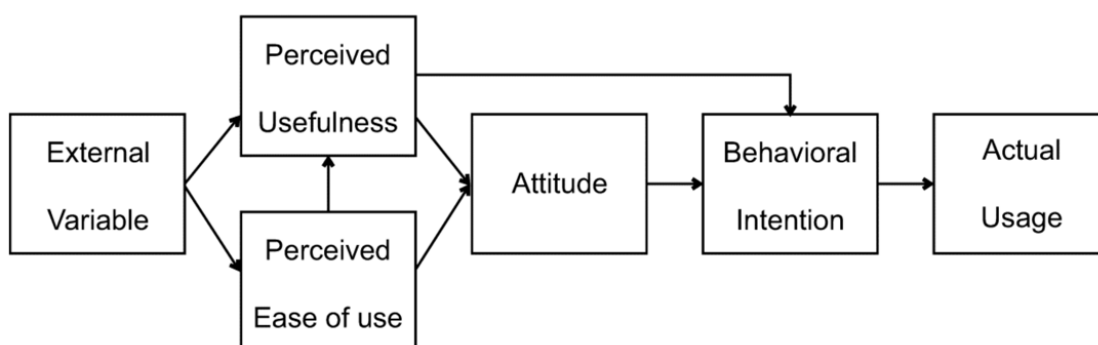 Perceived
Usefulness
External
Variable
Perceived
Ease of use
Attitude
Behavioral
Intention
Actual
Usage